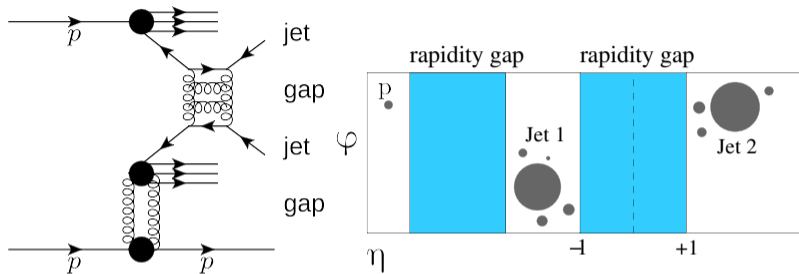 p
jet
gap
jet
gap
p
p
rapidity gap
rapidity gap
p
Jet 1
Jet 2
φ
-1
+1
η